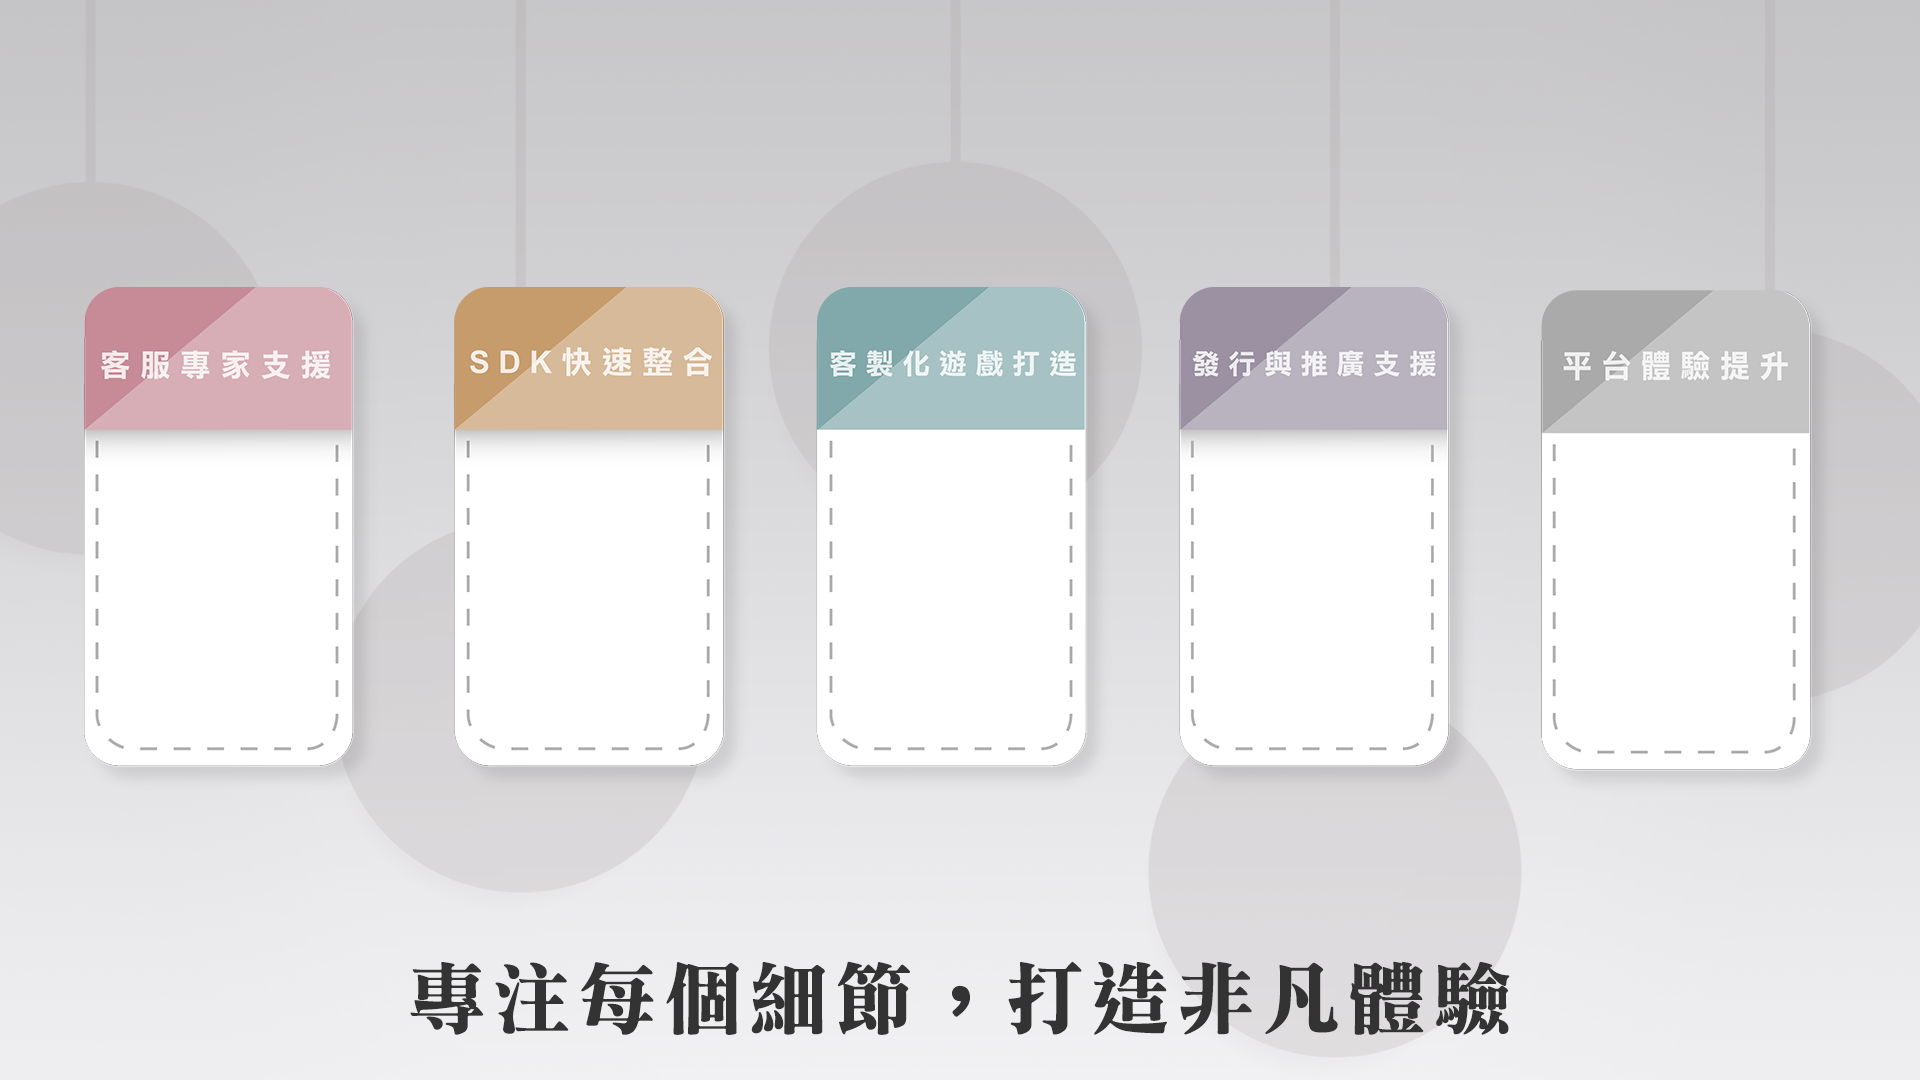 客服專家支援
SDK快速整合
客製化遊戲打造
發行與推廣支援
平台體驗提升
專注每個細節，打造非凡體驗